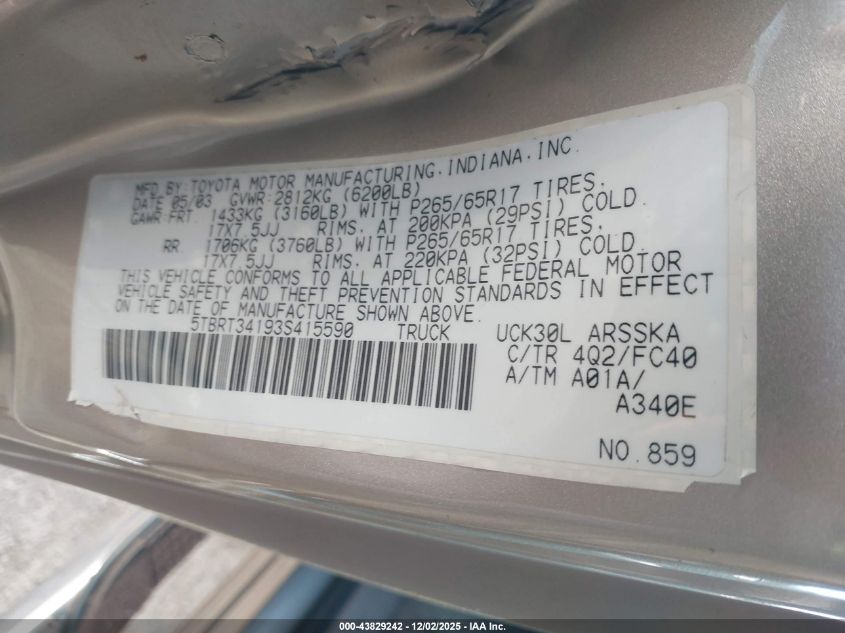 MFD.BY:TOYOTA MOTOR MANUFACTURING,INDIANA,INC.
DATE 05/03 GVWR:2812KG (6200LB)
GAWR:FRT. 1433KG (3160LB) WITH P265/65R17 TIRES,
17X7.5JJ RIMS, AT 200KPA (29PSI) COLD.
RR. 1706KG (3760LB) WITH P265/65R17 TIRES,
17X7.5JJ RIMS, AT 220KPA (32PSI) COLD.
THIS VEHICLE CONFORMS TO ALL APPLICABLE FEDERAL MOTOR
VEHICLE SAFETY AND THEFT PREVENTION STANDARDS IN EFFECT
ON THE DATE OF MANUFACTURE SHOWN ABOVE.
5TBRT34193S415590 TRUCK UCK30L ARSSKA
C/TR 4Q2/FC40
A/TM A01A/
A340E
NO.859
000-43829242 - 12/02/2025 - IAA Inc.